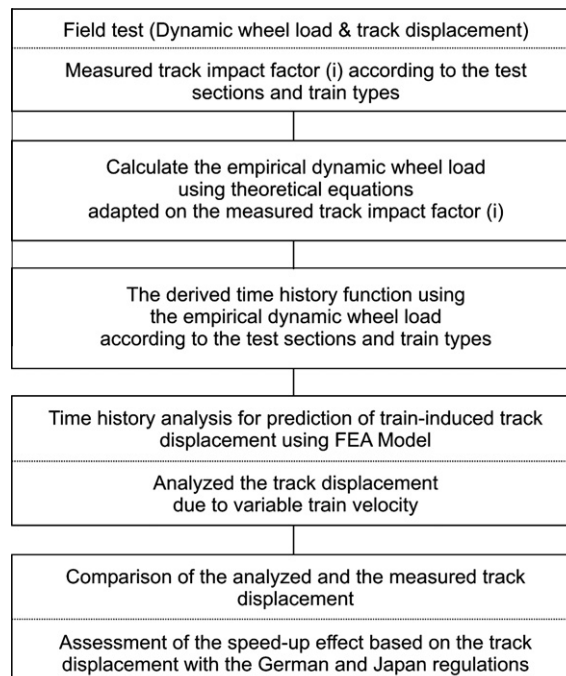 Field test (Dynamic wheel load & track displacement)
Measured track impact factor (i) according to the test
sections and train types
Calculate the empirical dynamic wheel load
using theoretical equations
adapted on the measured track impact factor (i)
The derived time history function using
the empirical dynamic wheel load
according to the test sections and train types
Time history analysis for prediction of train-induced track
displacement using FEA Model
Analyzed the track displacement
due to variable train velocity
Comparison of the analyzed and the measured track
displacement
Assessment of the speed-up effect based on the track
displacement with the German and Japan regulations